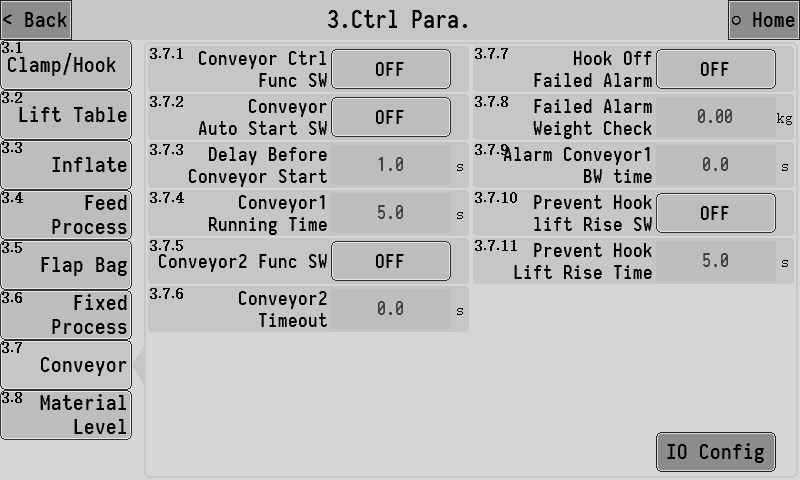 < Back
3.Ctrl Para.
○ Home
3.1
Clamp/Hook
3.2
Lift Table
3.3
Inflate
3.4
Feed
Process
3.5
Flap Bag
3.6
Fixed
Process
3.7
Conveyor
3.8
Material
Level
3.7.1
Conveyor Ctrl
Func SW
OFF
3.7.2
Conveyor
Auto Start SW
OFF
3.7.3
Delay Before
Conveyor Start
1.0
s
3.7.4
Conveyor1
Running Time
5.0
s
3.7.5
Conveyor2 Func SW
OFF
3.7.6
Conveyor2
Timeout
0.0
s
3.7.7
Hook Off
Failed Alarm
OFF
3.7.8
Failed Alarm
Weight Check
0.00
kg
3.7.9
Alarm Conveyor1
BW time
0.0
s
3.7.10
Prevent Hook
lift Rise SW
OFF
3.7.11
Prevent Hook
Lift Rise Time
5.0
s
IO Config